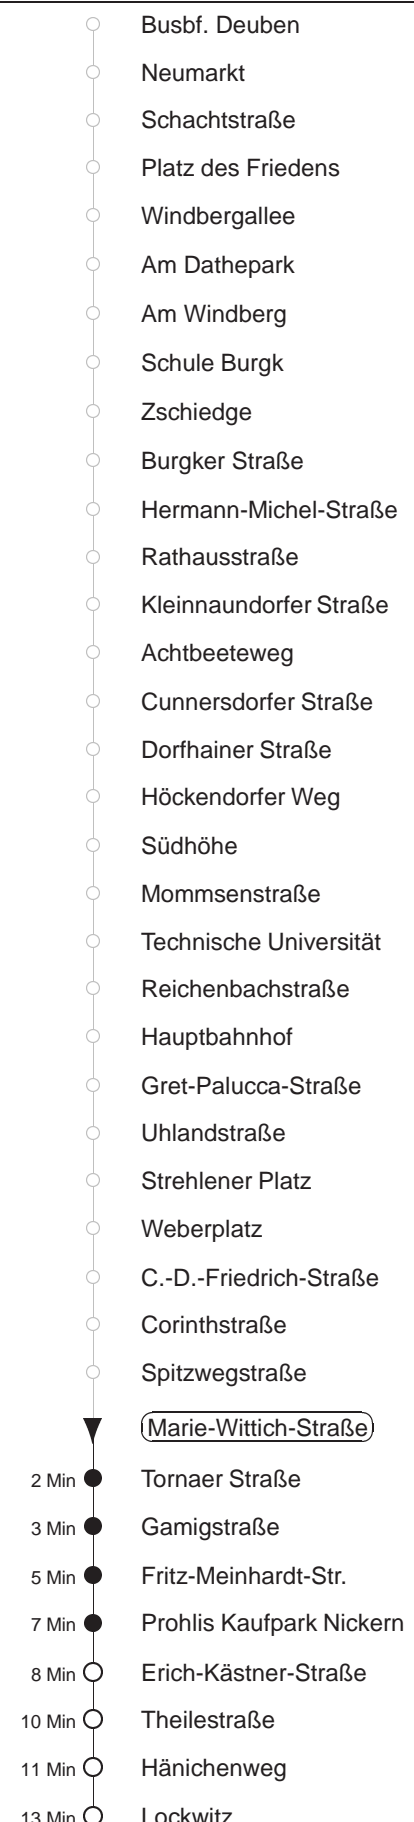 Busbf. Deuben
Neumarkt
Schachtstraße
Platz des Friedens
Windbergallee
Am Dathepark
Am Windberg
Schule Burgk
Zschiedge
Burgker Straße
Hermann-Michel-Straße
Rathausstraße
Kleinnaundorfer Straße
Achtbeeteweg
Cunnersdorfer Straße
Dorfhainer Straße
Höckendorfer Weg
Südhöhe
Mommsenstraße
Technische Universität
Reichenbachstraße
Hauptbahnhof
Gret-Palucca-Straße
Uhlandstraße
Strehlener Platz
Weberplatz
C.-D.-Friedrich-Straße
Corinthstraße
Spitzwegstraße
Marie-Wittich-Straße
2 Min Tornaer Straße
3 Min Gamigstraße
5 Min Fritz-Meinhardt-Str.
7 Min Prohlis Kaufpark Nickern
8 Min Erich-Kästner-Straße
10 Min Theilestraße
11 Min Hänichenweg
13 Min Lockwitz